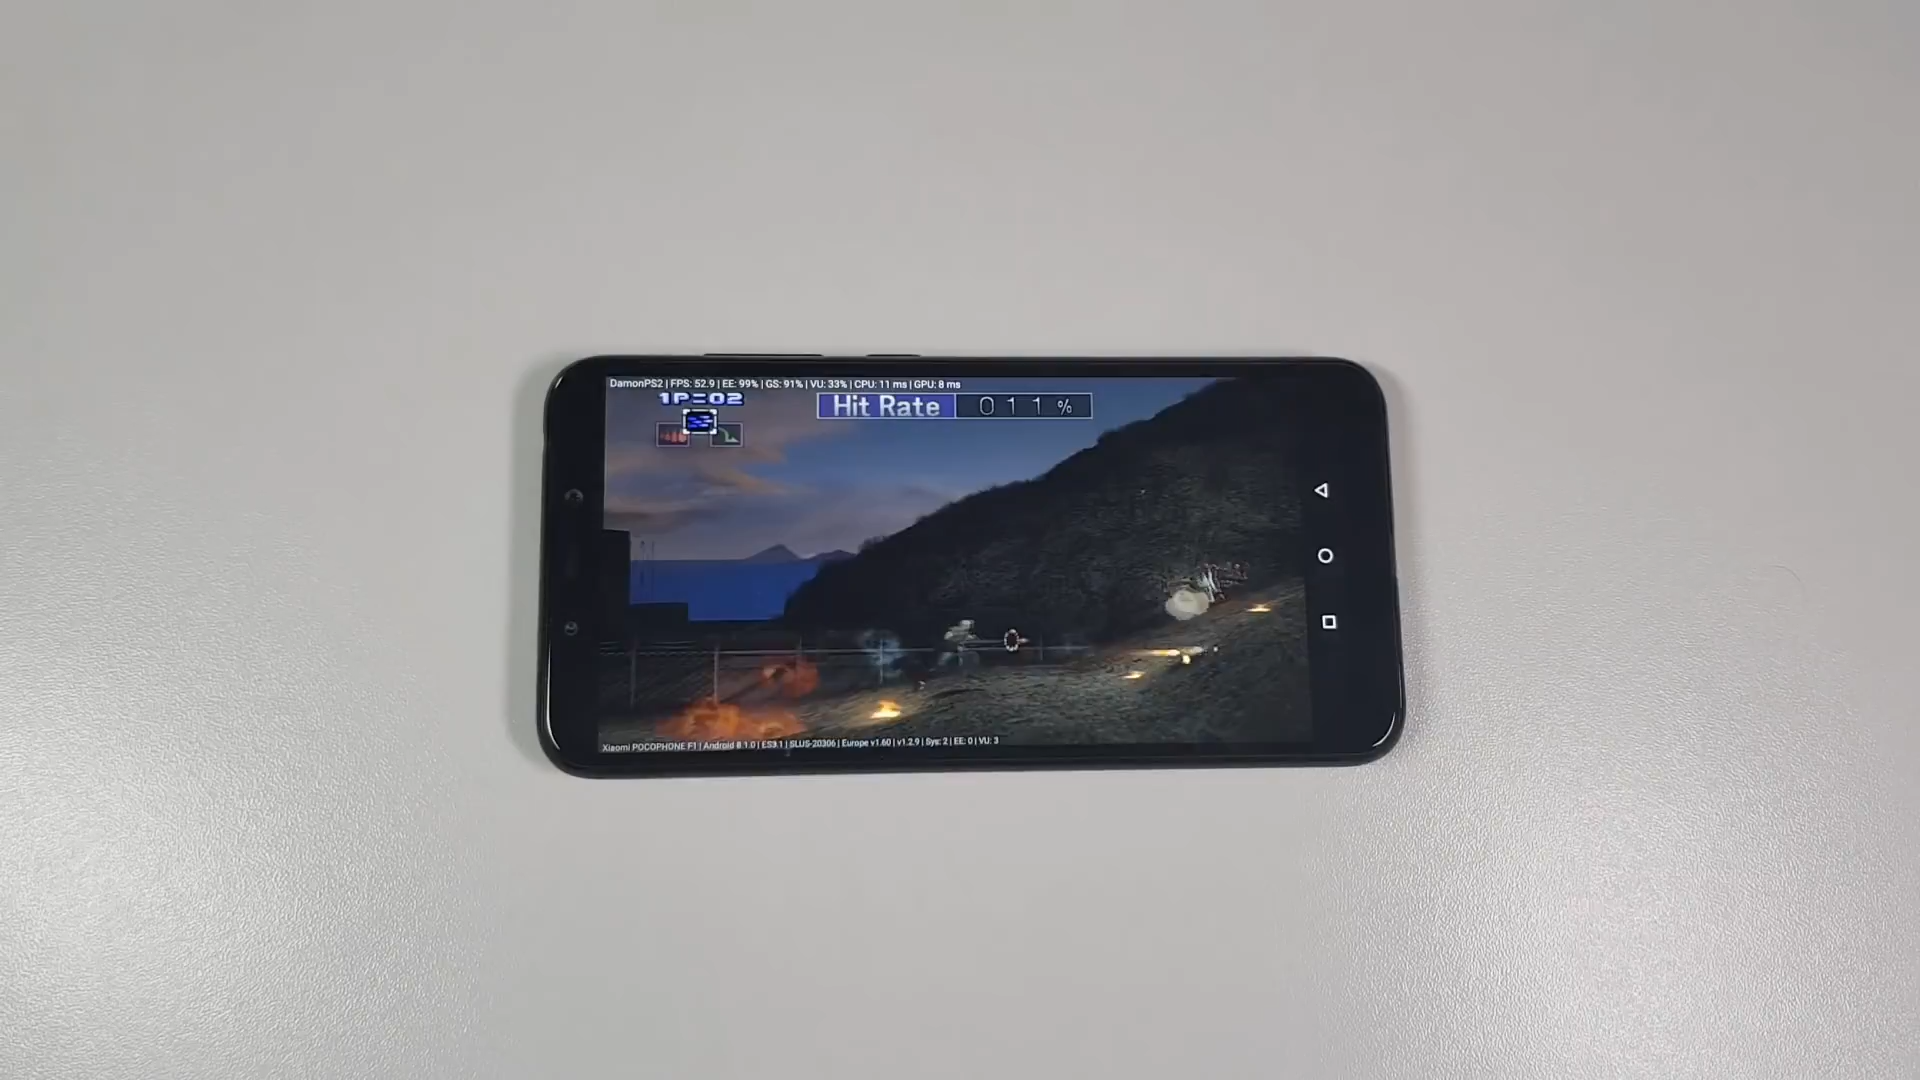 DamonPS2 | FPS: 52.9 | EE: 99% | GS: 91% | VU: 33% | CPU: 11 ms | GPU: 8 ms
1P=02
Hit Rate 011 %
Xiaomi POCOPHONE F1 | Android 8.1.0 | ES3.1 | SLUS-20306 | Europe v1.60 | v1.2.9 | Sys: 2 | EE: 0 | VU: 3